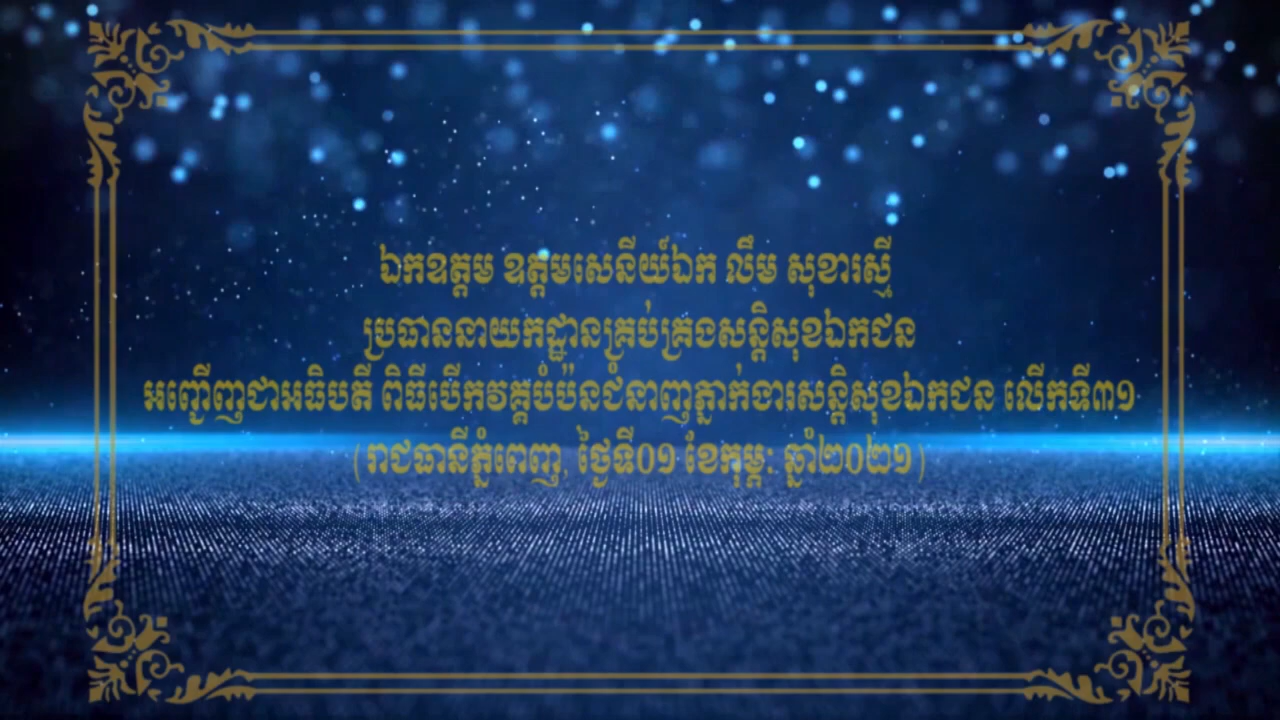 ឯកឧត្តម ឧត្តមសេនីយ៍ឯក លឹម សុខារស្មី
ប្រធាននាយកដ្ឋានគ្រប់គ្រងសន្តិសុខឯកជន
អញ្ជើញជាអធិបតី ពិធីបើកវគ្គបំប៉នជំនាញភ្នាក់ងារសន្តិសុខឯកជន លើកទី៣១
(រាជធានីភ្នំពេញ, ថ្ងៃទី០១ ខែកុម្ភៈ ឆ្នាំ២០២១)